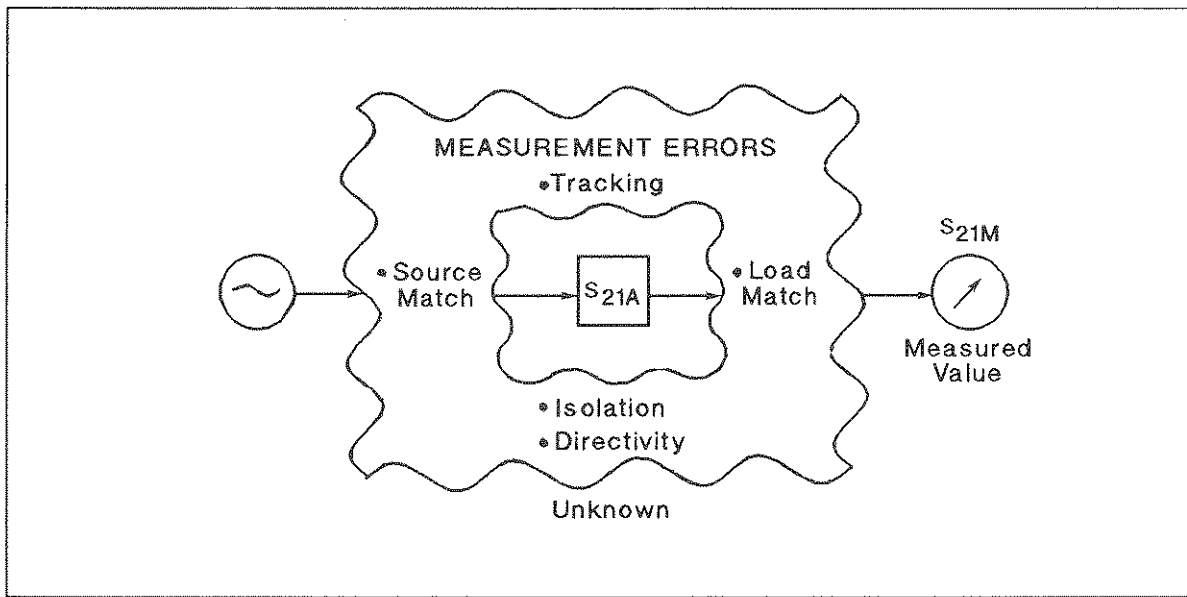 MEASUREMENT ERRORS
•Tracking
•Source
Match
S21A
•Load
Match
S21M
Measured
Value
•Isolation
•Directivity
Unknown